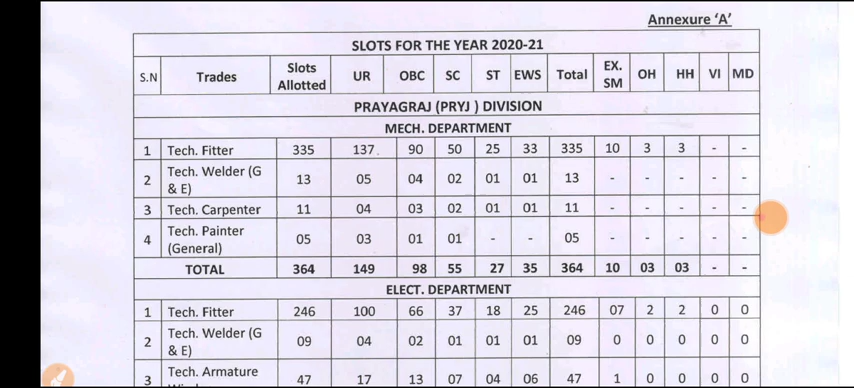 Annexure 'A'
SLOTS FOR THE YEAR 2020-21
S.N Trades Slots Allotted UR OBC SC ST EWS Total EX. SM OH HH VI MD
PRAYAGRAJ (PRYJ ) DIVISION
MECH. DEPARTMENT
1 Tech. Fitter 335 137 90 50 25 33 335 10 3 3 - -
2 Tech. Welder (G & E) 13 05 04 02 01 01 13 - - - - -
3 Tech. Carpenter 11 04 03 02 01 01 11 - - - - -
4 Tech. Painter (General) 05 03 01 01 - - 05 - - - - -
TOTAL 364 149 98 55 27 35 364 10 03 03 - -
ELECT. DEPARTMENT
1 Tech. Fitter 246 100 66 37 18 25 246 07 2 2 0 0
2 Tech. Welder (G & E) 09 04 02 01 01 01 09 0 0 0 0 0
3 Tech. Armature 47 17 13 07 04 06 47 1 0 0 0 0